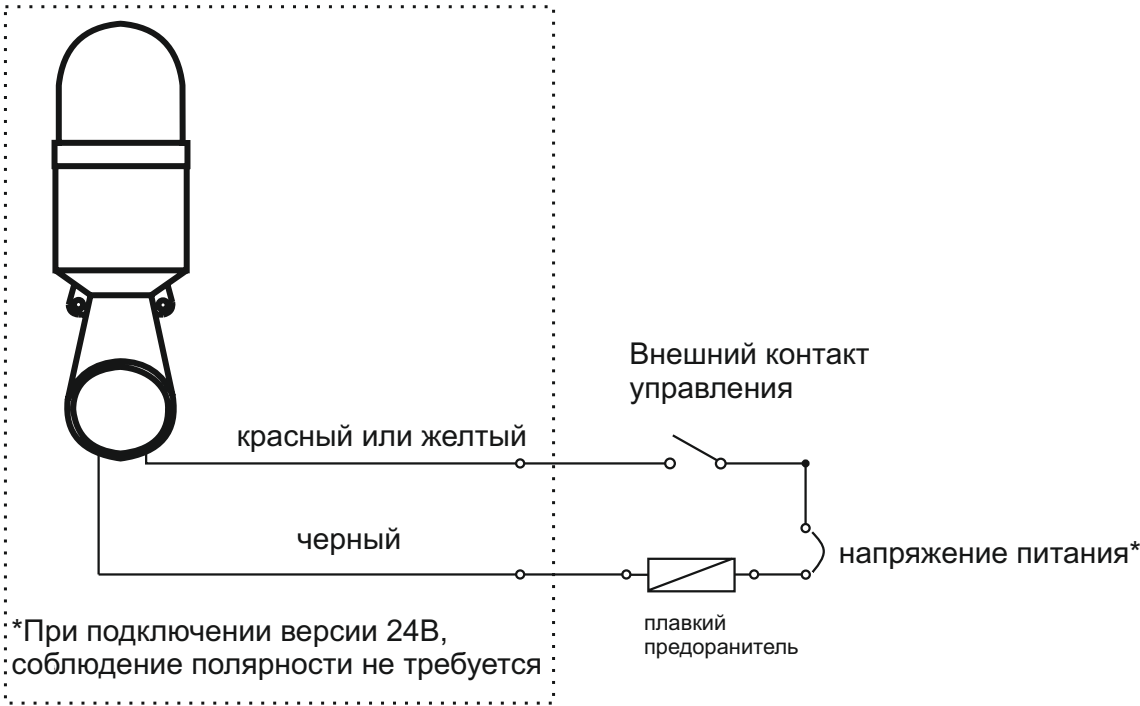 Внешний контакт
управления
красный или желтый
черный
напряжение питания*
плавкий
предоранитель
*При подключении версии 24В,
соблюдение полярности не требуется